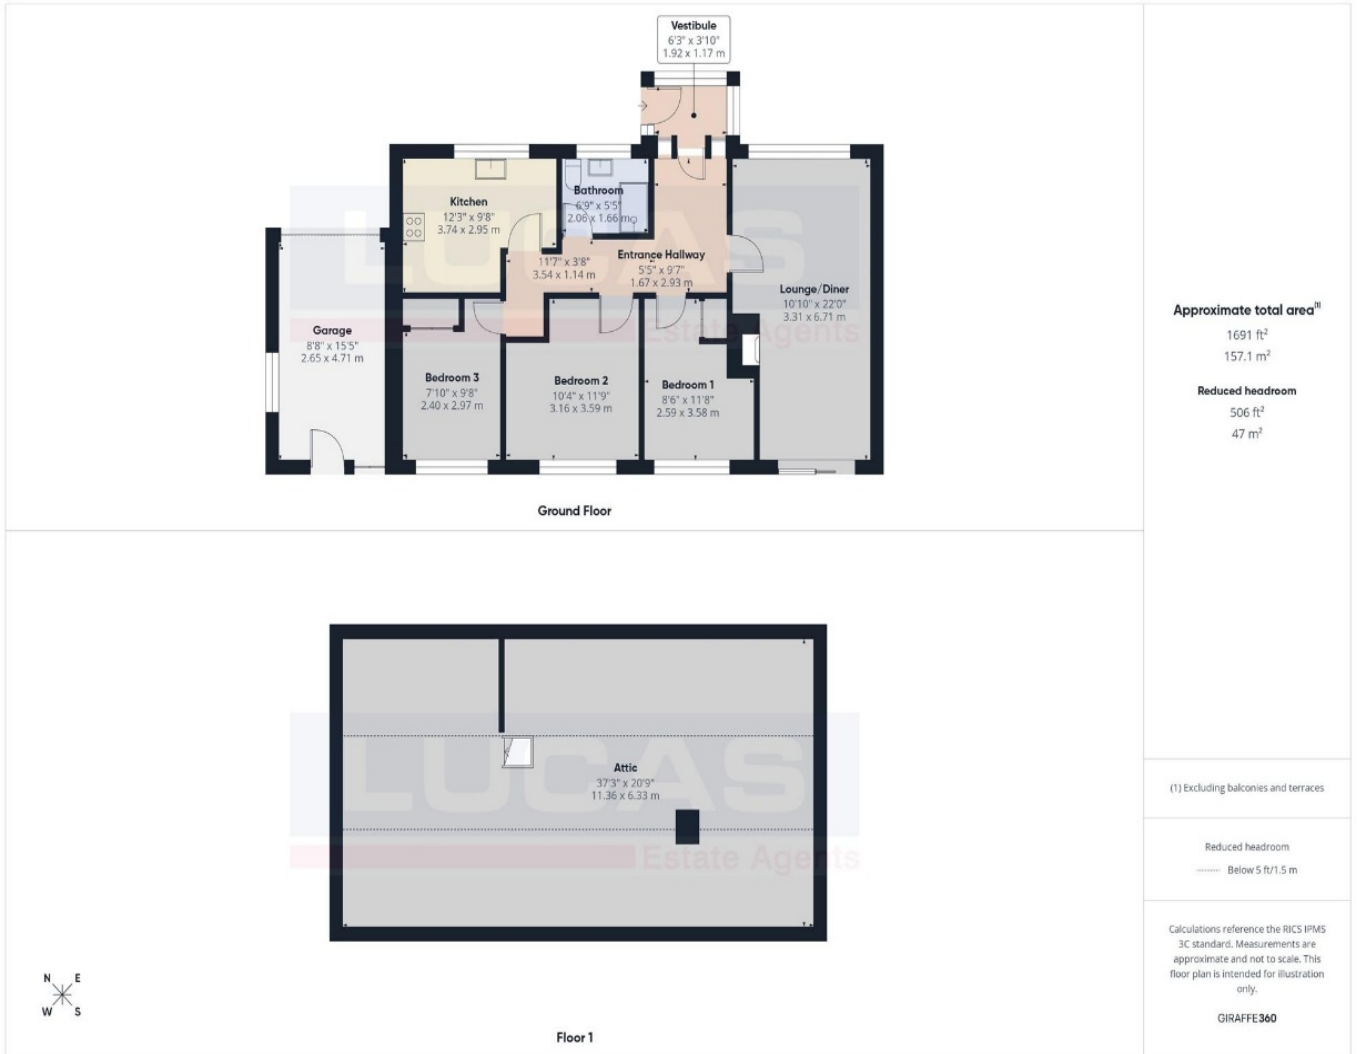 Vestibule
6'3" x 3'10"
1.92 x 1.17 m
Kitchen
12'3" x 9'8"
3.74 x 2.95 m
Bathroom
6'9" x 5'5"
2.06 x 1.66 m
11'7" x 3'8"
3.54 x 1.14 m
Entrance Hallway
5'5" x 9'7"
1.67 x 2.93 m
Lounge/Diner
10'10" x 22'0"
3.31 x 6.71 m
Garage
8'8" x 15'5"
2.65 x 4.71 m
Bedroom 3
7'10" x 9'8"
2.40 x 2.97 m
Bedroom 2
10'4" x 11'9"
3.16 x 3.59 m
Bedroom 1
8'6" x 11'8"
2.59 x 3.58 m
LUCAS
Estate Agents
Ground Floor
Attic
37'3" x 20'9"
11.36 x 6.33 m
LUCAS
Estate Agents
N E
W S
Floor 1
Approximate total area⁽¹⁾
1691 ft²
157.1 m²
Reduced headroom
506 ft²
47 m²
(1) Excluding balconies and terraces
Reduced headroom
Below 5 ft/1.5 m
Calculations reference the RICS IPMS
3C standard. Measurements are
approximate and not to scale. This
floor plan is intended for illustration
only.
GIRAFFE360